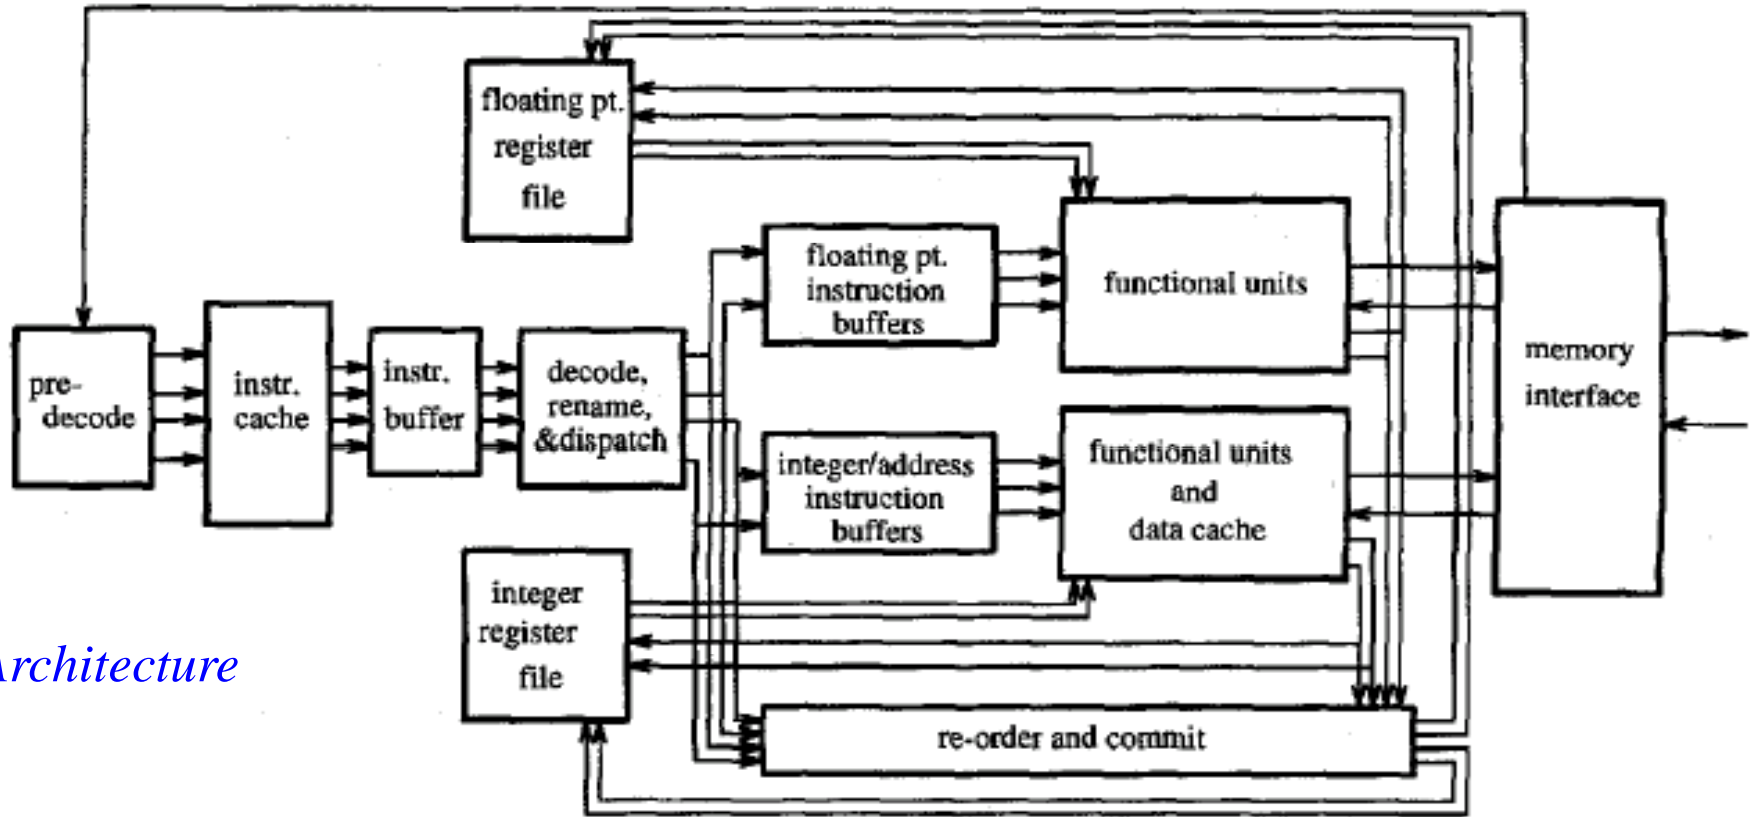 floating pt.
register
file
pre-
decode
instr.
cache
instr.
buffer
decode,
rename,
&dispatch
floating pt.
instruction
buffers
functional units
integer/address
instruction
buffers
functional units
and
data cache
memory
interface
integer
register
file
re-order and commit
Architecture